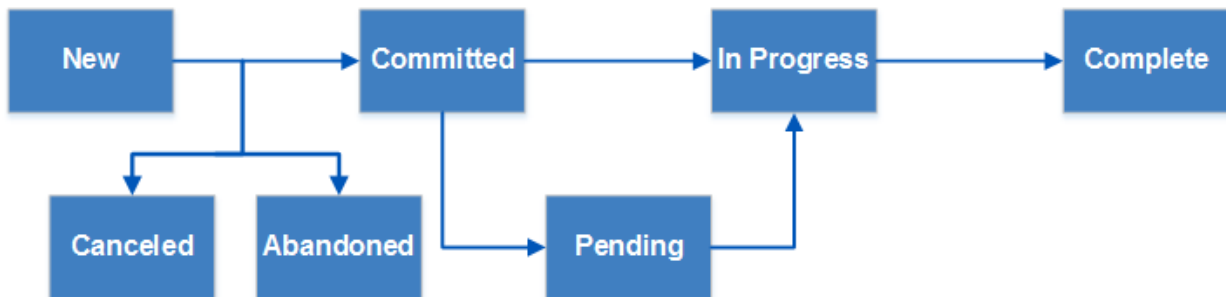 New
Committed
In Progress
Complete
Canceled
Abandoned
Pending